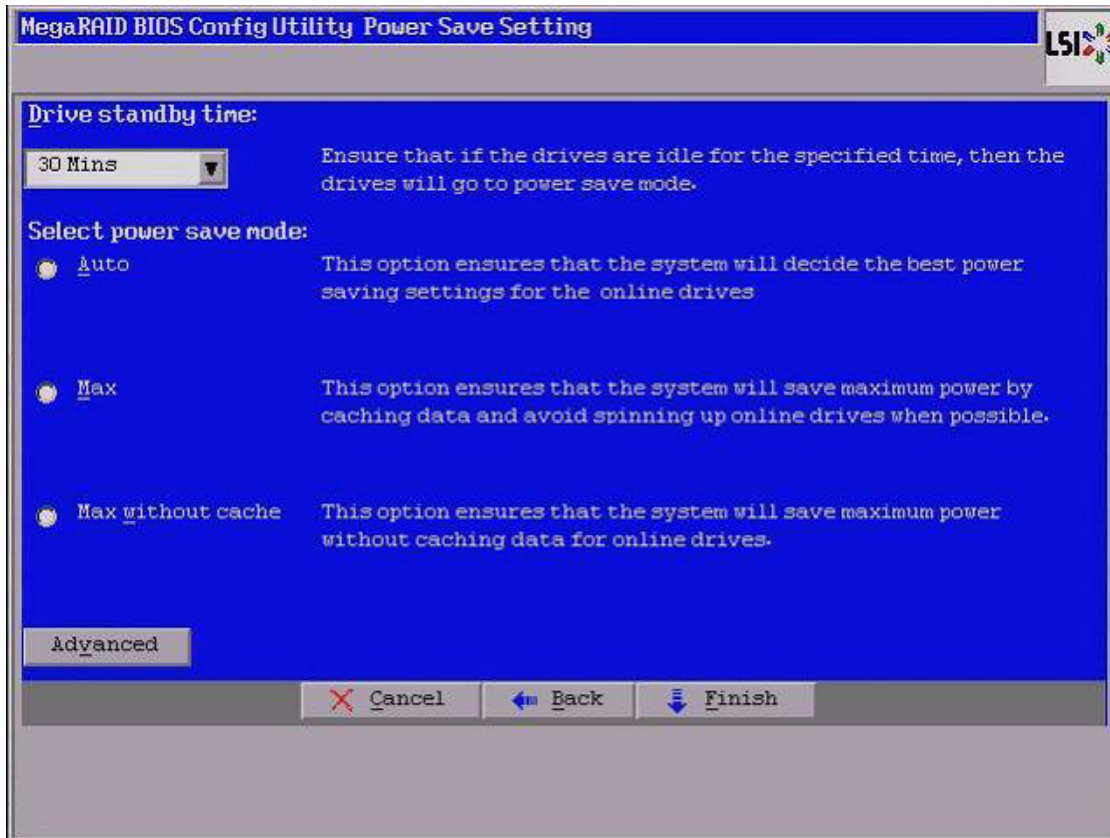 MegaRAID BIOS Config Utility Power Save Setting
LSI
Drive standby time:
30 Mins
Ensure that if the drives are idle for the specified time, then the
drives will go to power save mode.
Select power save mode:
Auto
This option ensures that the system will decide the best power
saving settings for the online drives
Max
This option ensures that the system will save maximum power by
caching data and avoid spinning up online drives when possible.
Max without cache
This option ensures that the system will save maximum power
without caching data for online drives.
Advanced
Cancel
Back
Finish